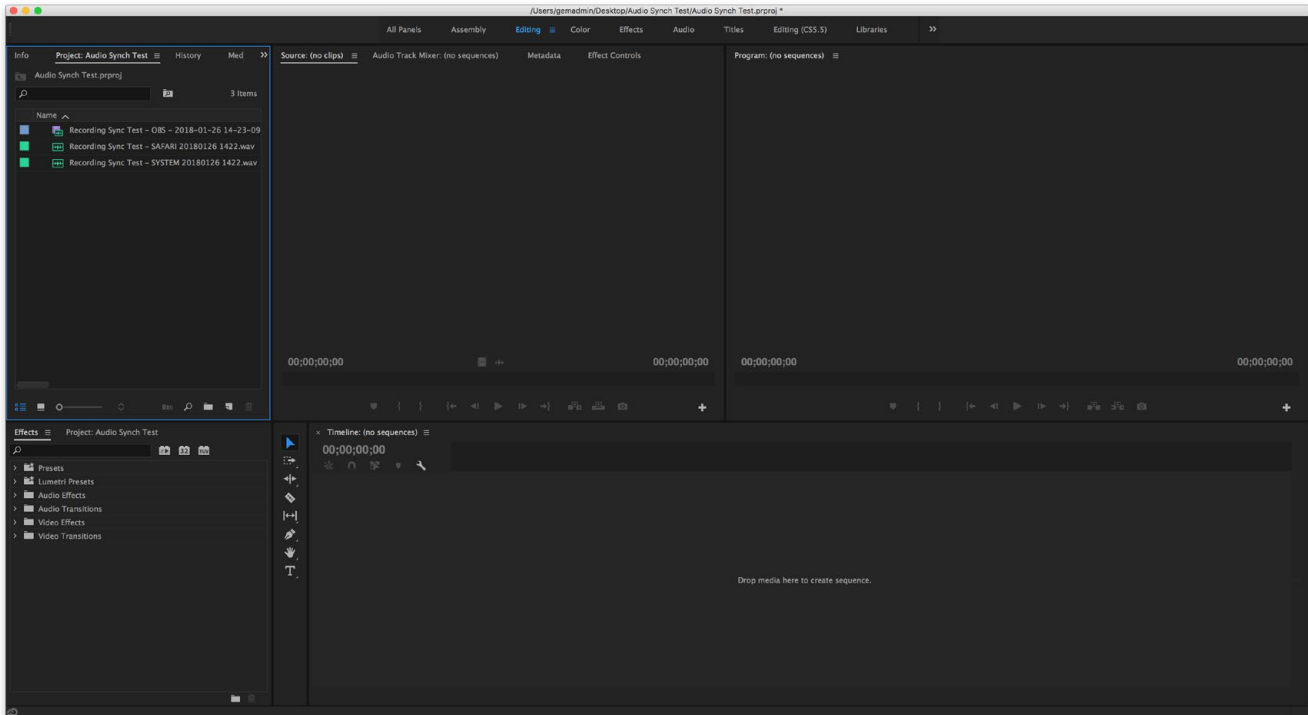 /Users/gemadmin/Desktop/Audio Synch Test/Audio Synch Test.prproj *
All Panels Assembly Editing Color Effects Audio Titles Editing (CS5.5) Libraries
Info Project: Audio Synch Test History Med
Audio Synch Test.prproj
3 Items
Name
Recording Sync Test - OBS - 2018-01-26 14-23-09
Recording Sync Test - SAFARI 20180126 1422.wav
Recording Sync Test - SYSTEM 20180126 1422.wav
Source: (no clips) Audio Track Mixer: (no sequences) Metadata Effect Controls
00;00;00;00 00;00;00;00
Program: (no sequences)
00;00;00;00 00;00;00;00
Effects Project: Audio Synch Test
32
Presets
Lumetri Presets
Audio Effects
Audio Transitions
Video Effects
Video Transitions
× Timeline: (no sequences)
00;00;00;00
Drop media here to create sequence.